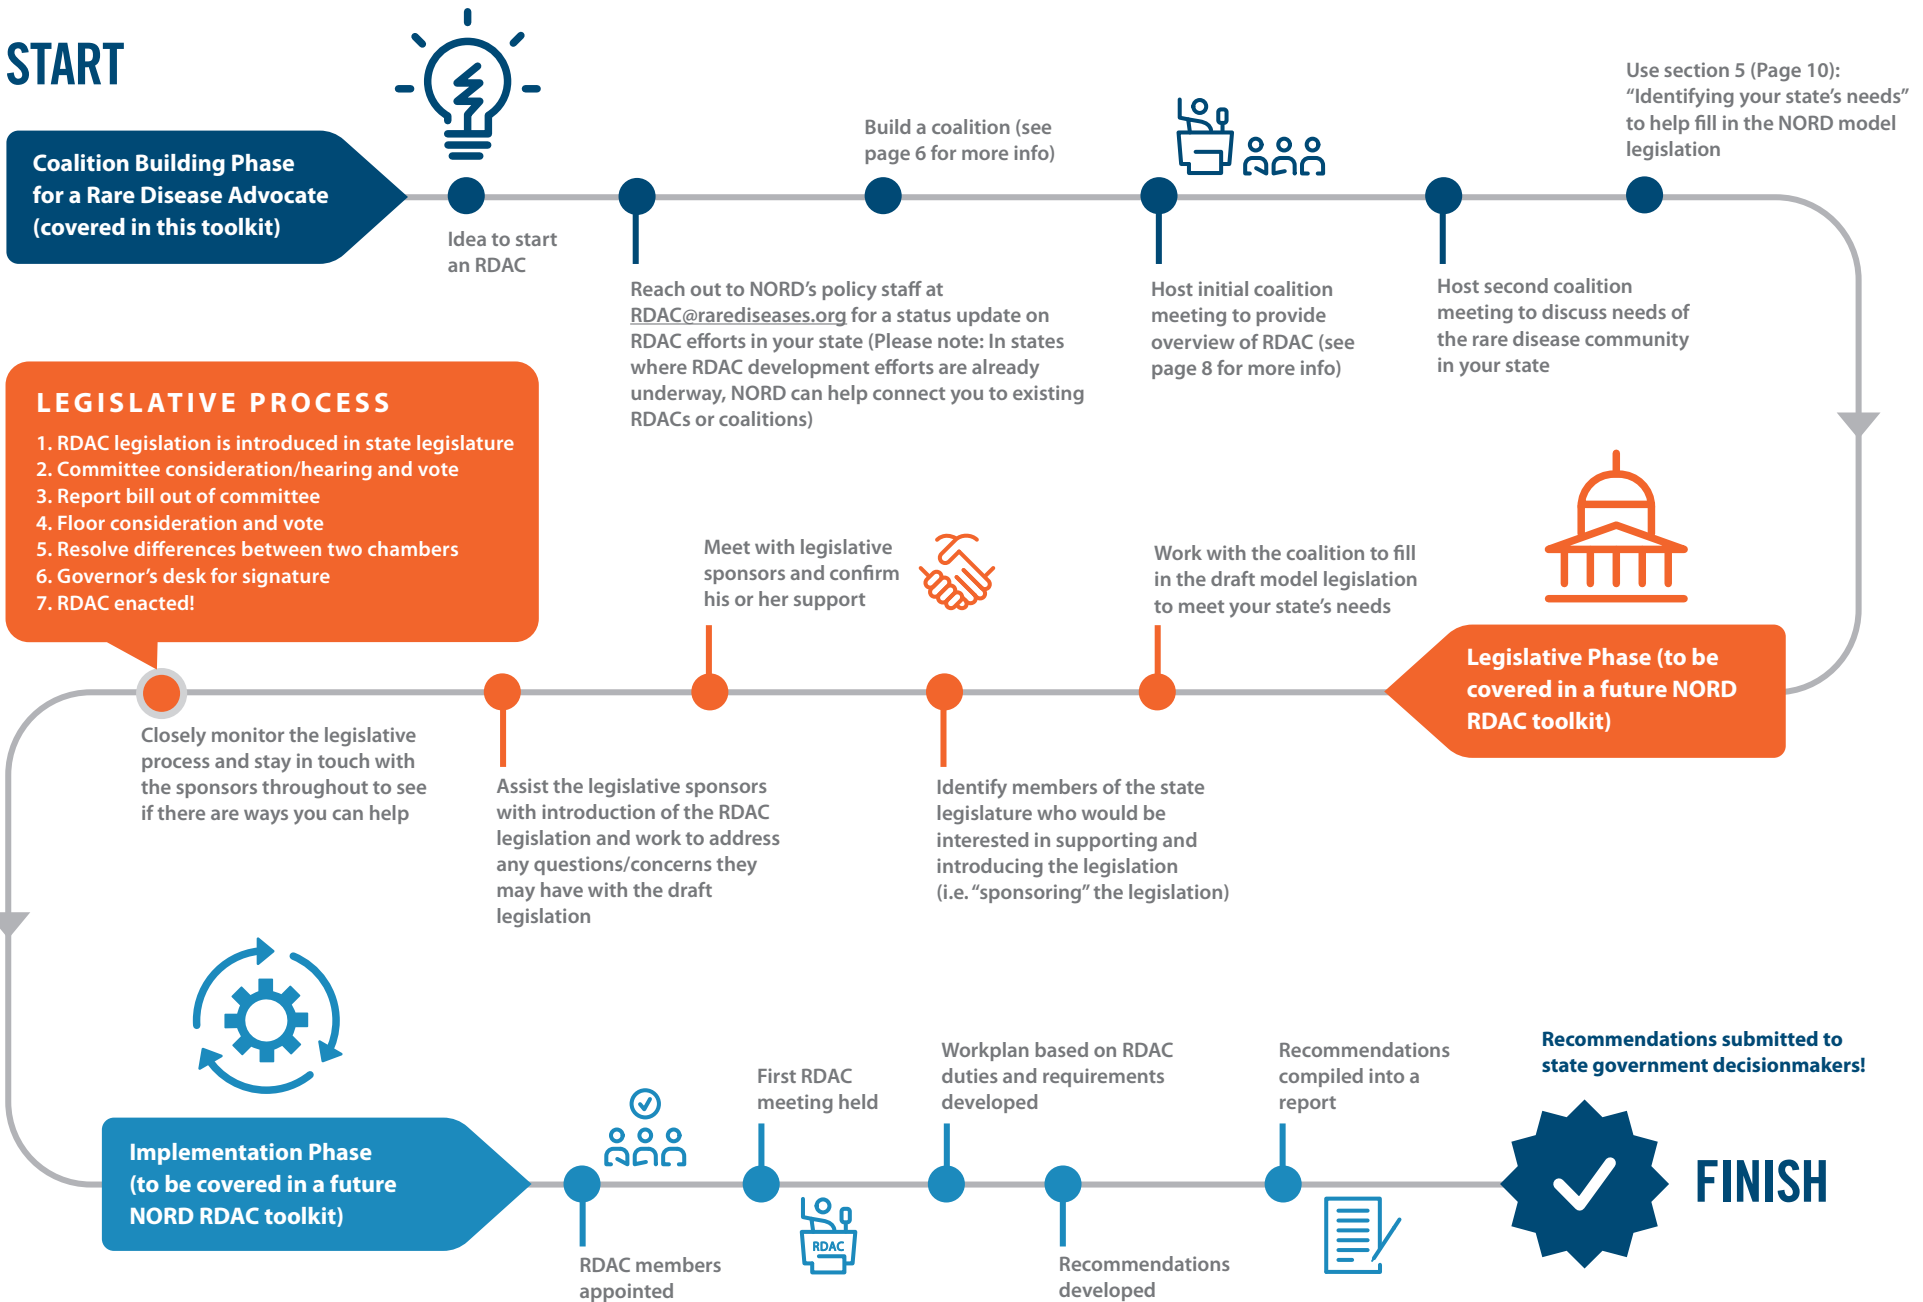 START
Coalition Building Phase
for a Rare Disease Advocate
(covered in this toolkit)
Idea to start
an RDAC
Reach out to NORD's policy staff at
RDAC@rarediseases.org for a status update on
RDAC efforts in your state (Please note: In states
where RDAC development efforts are already
underway, NORD can help connect you to existing
RDACs or coalitions)
Build a coalition (see
page 6 for more info)
Host initial coalition
meeting to provide
overview of RDAC (see
page 8 for more info)
Host second coalition
meeting to discuss needs of
the rare disease community
in your state
Use section 5 (Page 10):
“Identifying your state’s needs”
to help fill in the NORD model
legislation
Legislative Phase (to be
covered in a future NORD
RDAC toolkit)
Work with the coalition to fill
in the draft model legislation
to meet your state’s needs
Identify members of the state
legislature who would be
interested in supporting and
introducing the legislation
(i.e. “sponsoring” the legislation)
Meet with legislative
sponsors and confirm
his or her support
Assist the legislative sponsors
with introduction of the RDAC
legislation and work to address
any questions/concerns they
may have with the draft
legislation
LEGISLATIVE PROCESS
1. RDAC legislation is introduced in state legislature
2. Committee consideration/hearing and vote
3. Report bill out of committee
4. Floor consideration and vote
5. Resolve differences between two chambers
6. Governor’s desk for signature
7. RDAC enacted!
Closely monitor the legislative
process and stay in touch with
the sponsors throughout to see
if there are ways you can help
Implementation Phase
(to be covered in a future
NORD RDAC toolkit)
RDAC members
appointed
First RDAC
meeting held
RDAC
Workplan based on RDAC
duties and requirements
developed
Recommendations
developed
Recommendations
compiled into a
report
Recommendations submitted to
state government decisionmakers!
FINISH